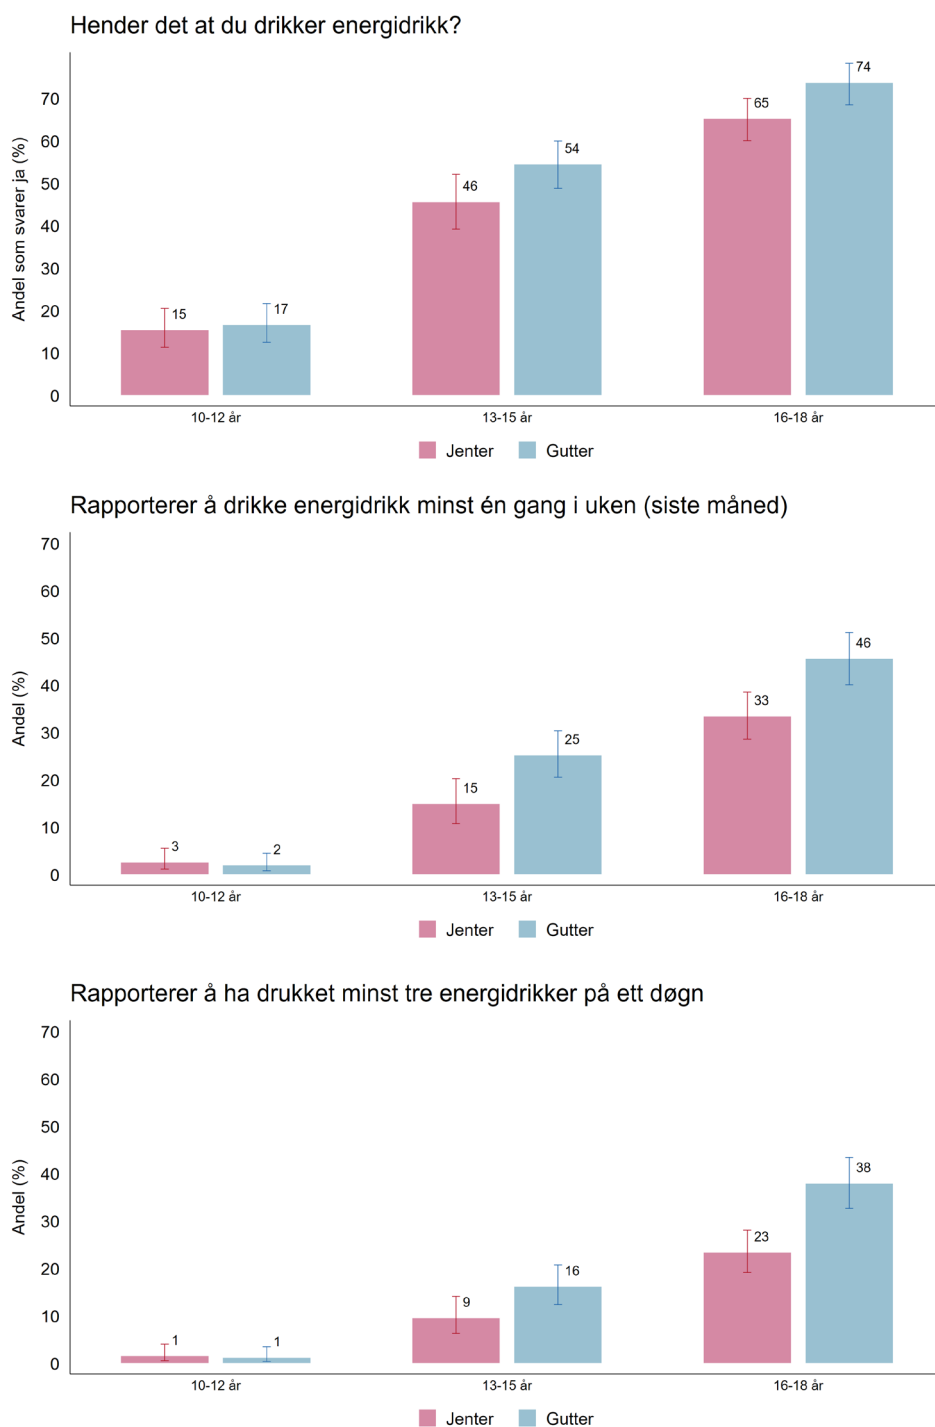 Hender det at du drikker energidrikk?
Andel som svarer ja (%)
70
60
50
40
30
20
10
0
15
17
46
54
65
74
10-12 år
13-15 år
16-18 år
Jenter
Gutter
Rapporterer å drikke energidrikk minst én gang i uken (siste måned)
Andel (%)
70
60
50
40
30
20
10
0
3
2
15
25
33
46
10-12 år
13-15 år
16-18 år
Jenter
Gutter
Rapporterer å ha drukket minst tre energidrikker på ett døgn
Andel (%)
70
60
50
40
30
20
10
0
1
1
9
16
23
38
10-12 år
13-15 år
16-18 år
Jenter
Gutter